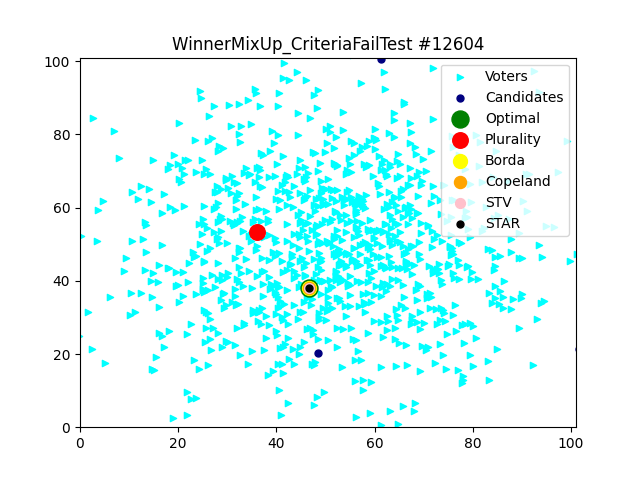 WinnerMixUp_CriteriaFailTest #12604
100
80
60
40
20
0
0 20 40 60 80 100
Voters
Candidates
Optimal
Plurality
Borda
Copeland
STV
STAR